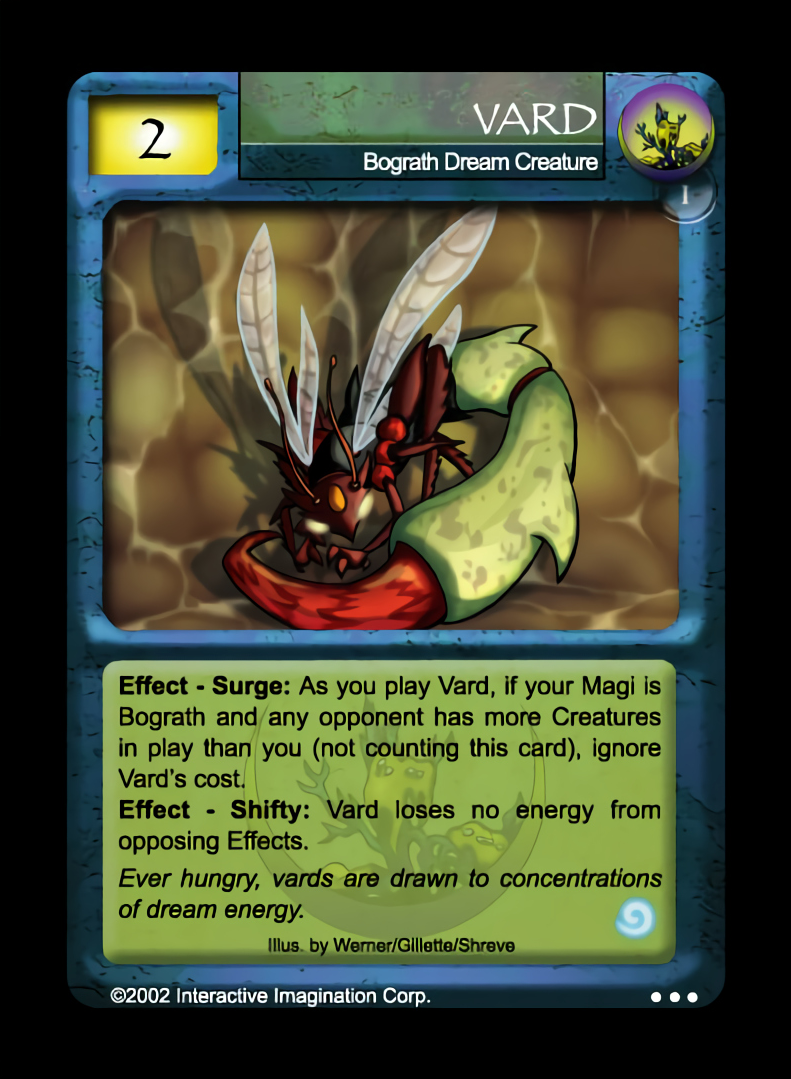 2
VARD
Bograth Dream Creature
1
Effect - Surge: As you play Vard, if your Magi is
Bograth and any opponent has more Creatures
in play than you (not counting this card), ignore
Vard's cost.
Effect - Shifty: Vard loses no energy from
opposing Effects.
Ever hungry, vards are drawn to concentrations
of dream energy.
Illus. by Werner/Gillette/Shreve
©2002 Interactive Imagination Corp.